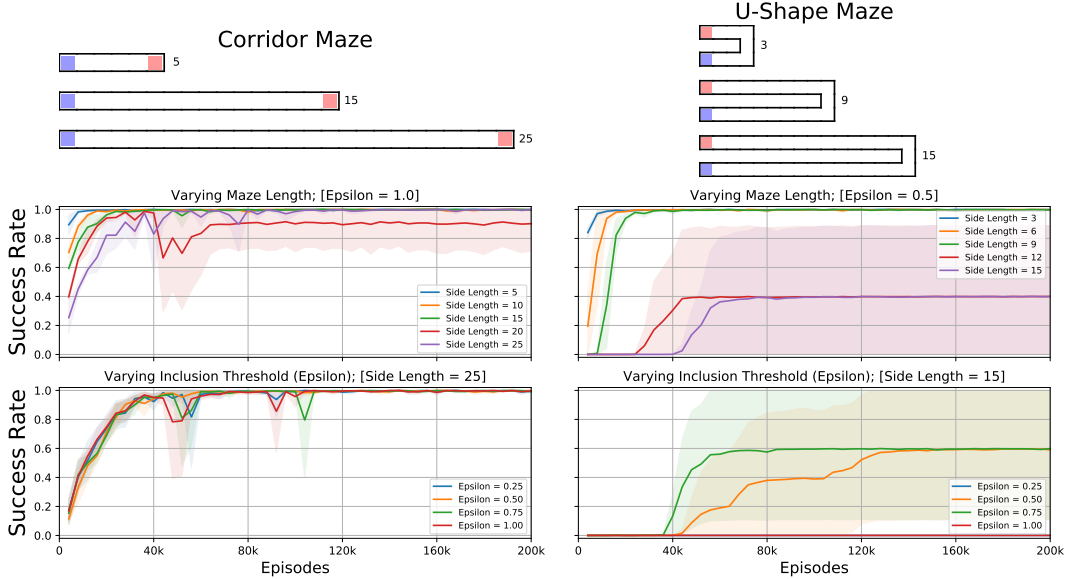 Corridor Maze
5
15
25
U-Shape Maze
3
9
15
Varying Maze Length; [Epsilon = 1.0]
Success Rate
1.0
0.8
0.6
0.4
0.2
0.0
Side Length = 5
Side Length = 10
Side Length = 15
Side Length = 20
Side Length = 25
Varying Maze Length; [Epsilon = 0.5]
Side Length = 3
Side Length = 6
Side Length = 9
Side Length = 12
Side Length = 15
Varying Inclusion Threshold (Epsilon); [Side Length = 25]
Success Rate
1.0
0.8
0.6
0.4
0.2
0.0
Epsilon = 0.25
Epsilon = 0.50
Epsilon = 0.75
Epsilon = 1.00
0 40k 80k 120k 160k 200k
Episodes
Varying Inclusion Threshold (Epsilon); [Side Length = 15]
Epsilon = 0.25
Epsilon = 0.50
Epsilon = 0.75
Epsilon = 1.00
0 40k 80k 120k 160k 200k
Episodes